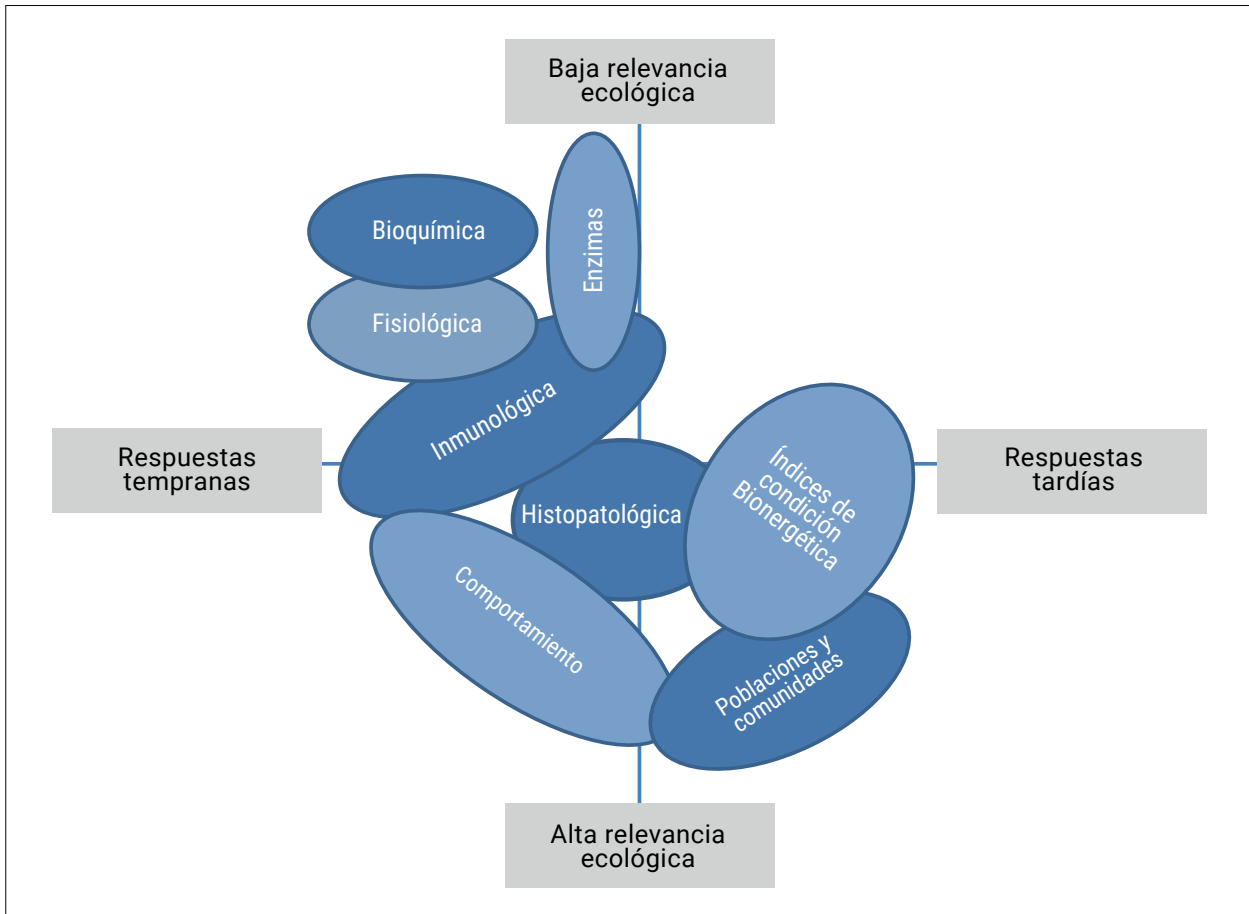 Baja relevancia
ecológica
Bioquímica
Enzimas
Fisiológica
Inmunológica
Respuestas
tempranas
Histopatológica
Índices de
condición
Bionergética
Respuestas
tardías
Comportamiento
Poblaciones y
comunidades
Alta relevancia
ecológica